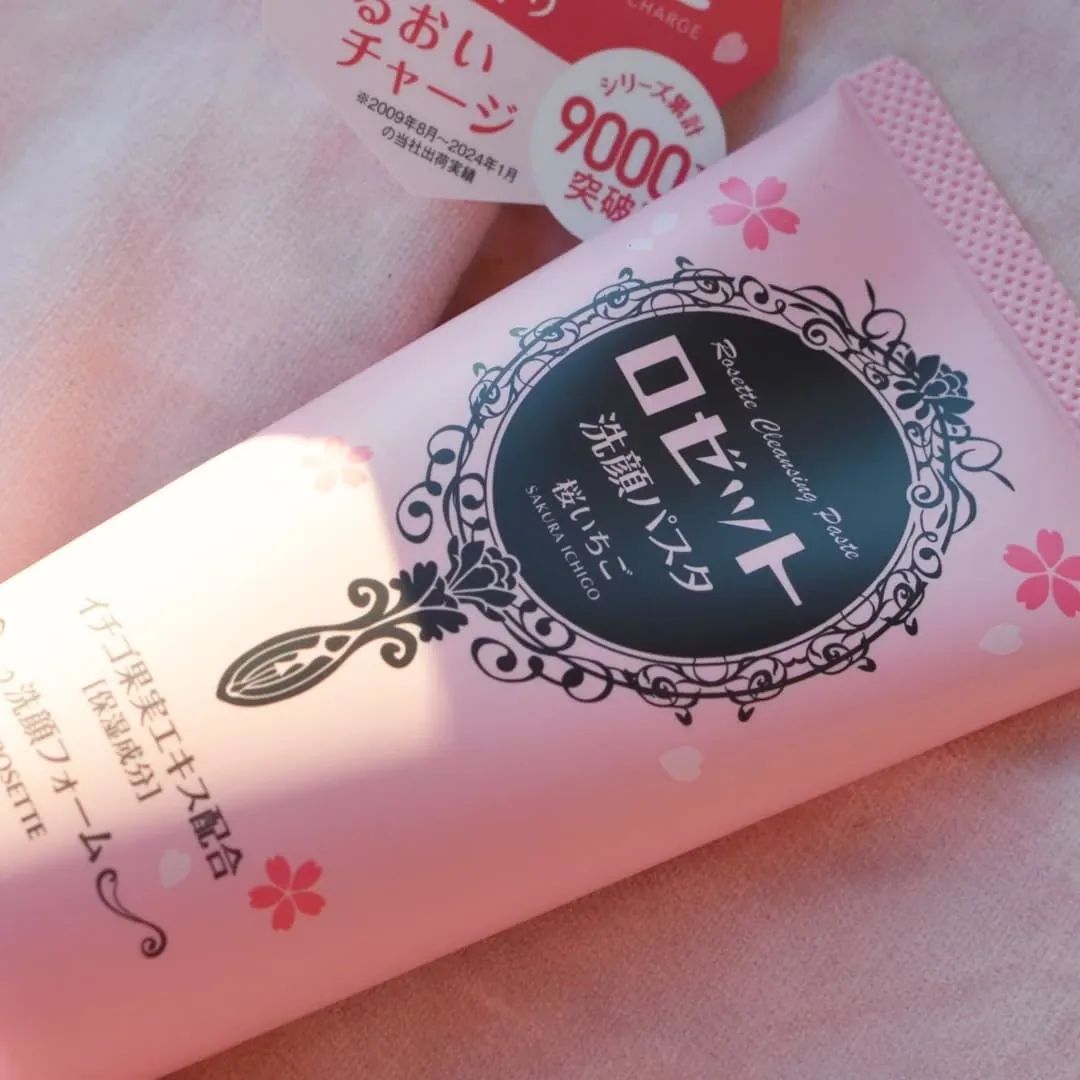 CHARGE
るおい
チャージ
※2009年8月~2024年1月
の当社出荷実績
シリーズ累計
9000
突破
Rosette Cleansing Paste
ロゼット
洗顔パスタ
桜いちご
SAKURA ICHIGO
イチゴ果実エキス配合
[保湿成分]
洗顔フォーム
ROSETTE